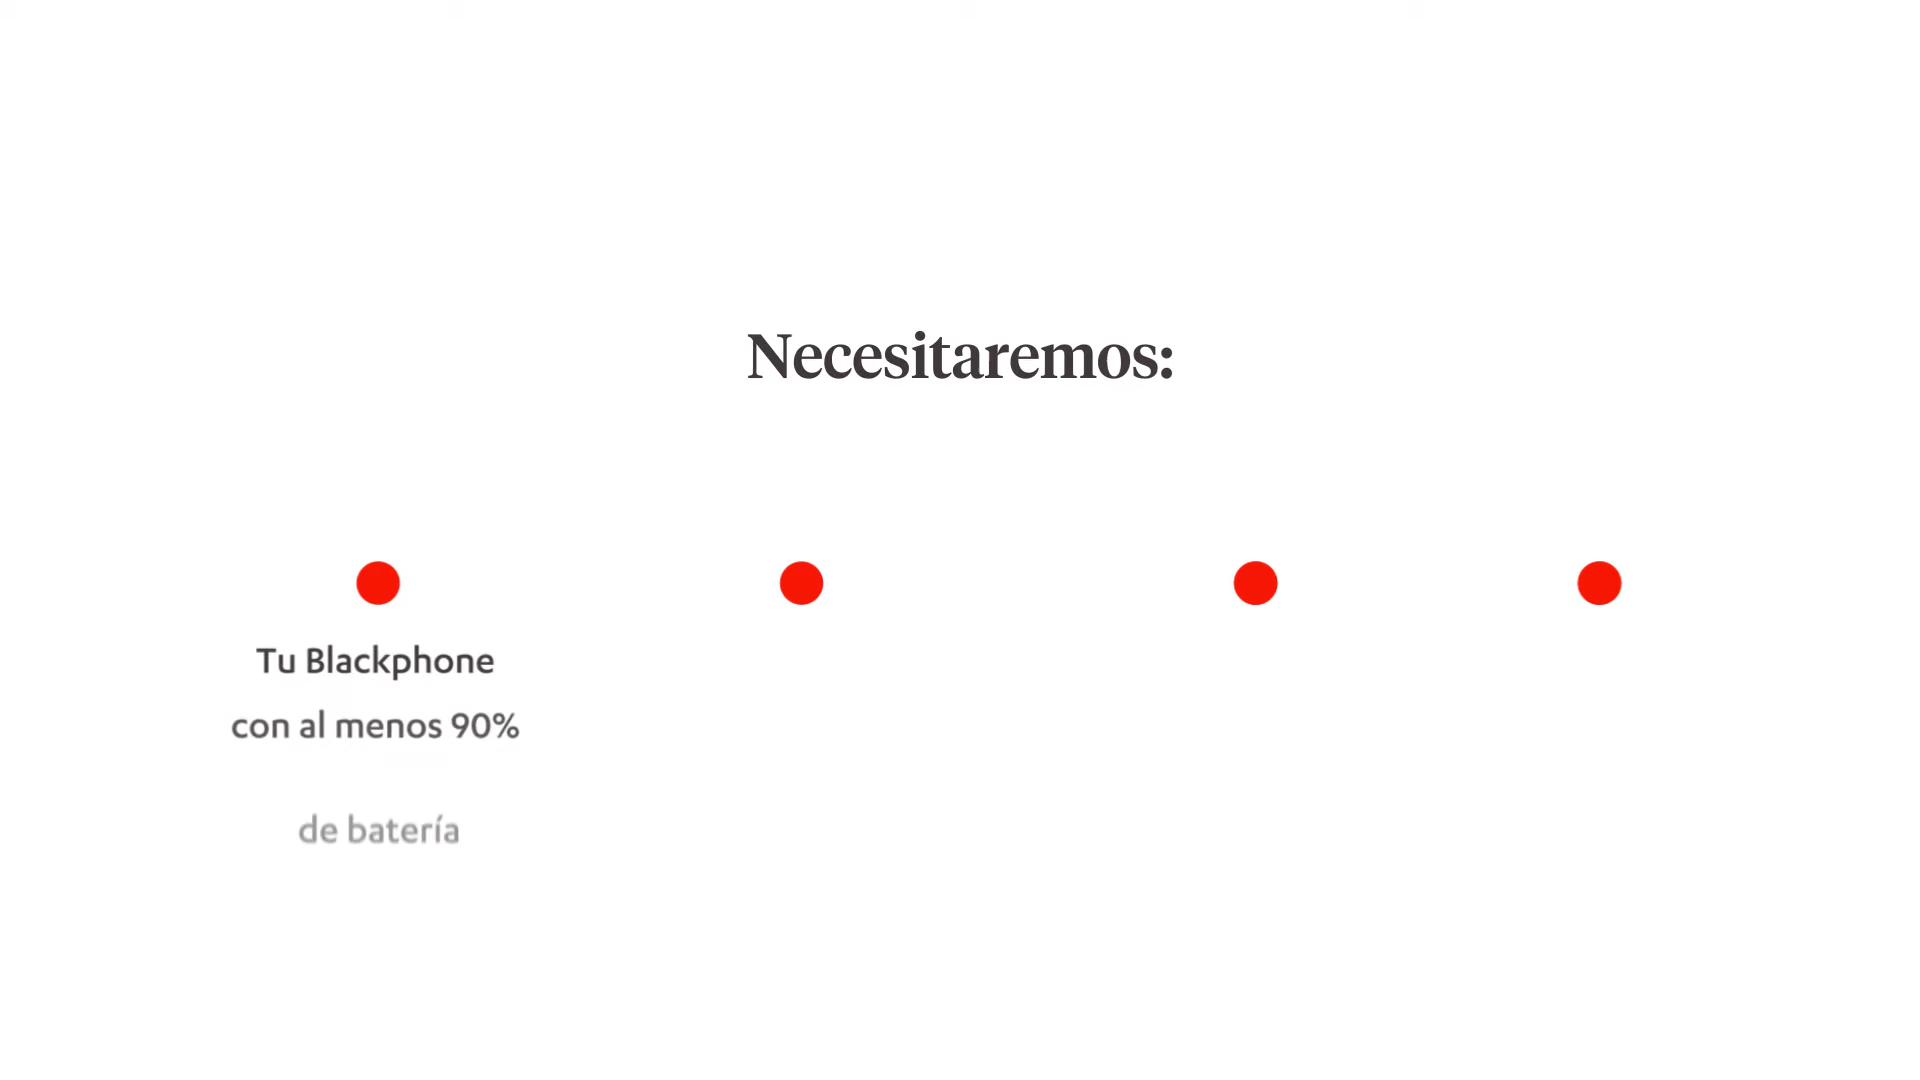 Necesitaremos:
Tu Blackphone
con al menos 90%
de batería